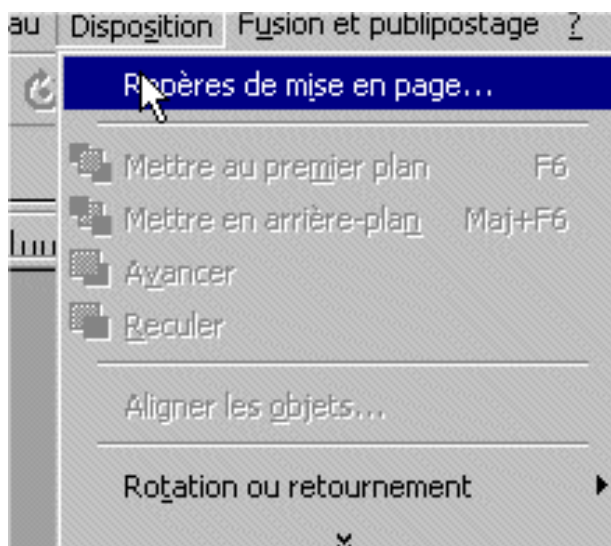 au Disposition Fusion et publipostage ?
Repères de mise en page...
Mettre au premier plan F6
Mettre en arrière-plan Maj+F6
Avancer
Reculer
Aligner les objets...
Rotation ou retournement